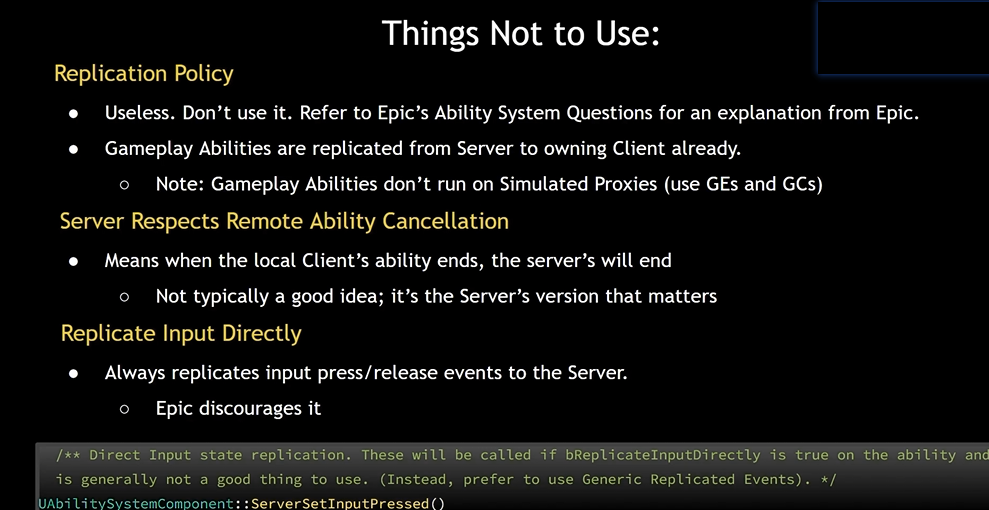 Things Not to Use:
Replication Policy
● Useless. Don’t use it. Refer to Epic’s Ability System Questions for an explanation from Epic.
● Gameplay Abilities are replicated from Server to owning Client already.
○ Note: Gameplay Abilities don’t run on Simulated Proxies (use GEs and GCs)
Server Respects Remote Ability Cancellation
● Means when the local Client’s ability ends, the server’s will end
○ Not typically a good idea; it’s the Server’s version that matters
Replicate Input Directly
● Always replicates input press/release events to the Server.
○ Epic discourages it
/** Direct Input state replication. These will be called if bReplicateInputDirectly is true on the ability and
is generally not a good thing to use. (Instead, prefer to use Generic Replicated Events). */
UAbilitySystemComponent::ServerSetInputPressed()